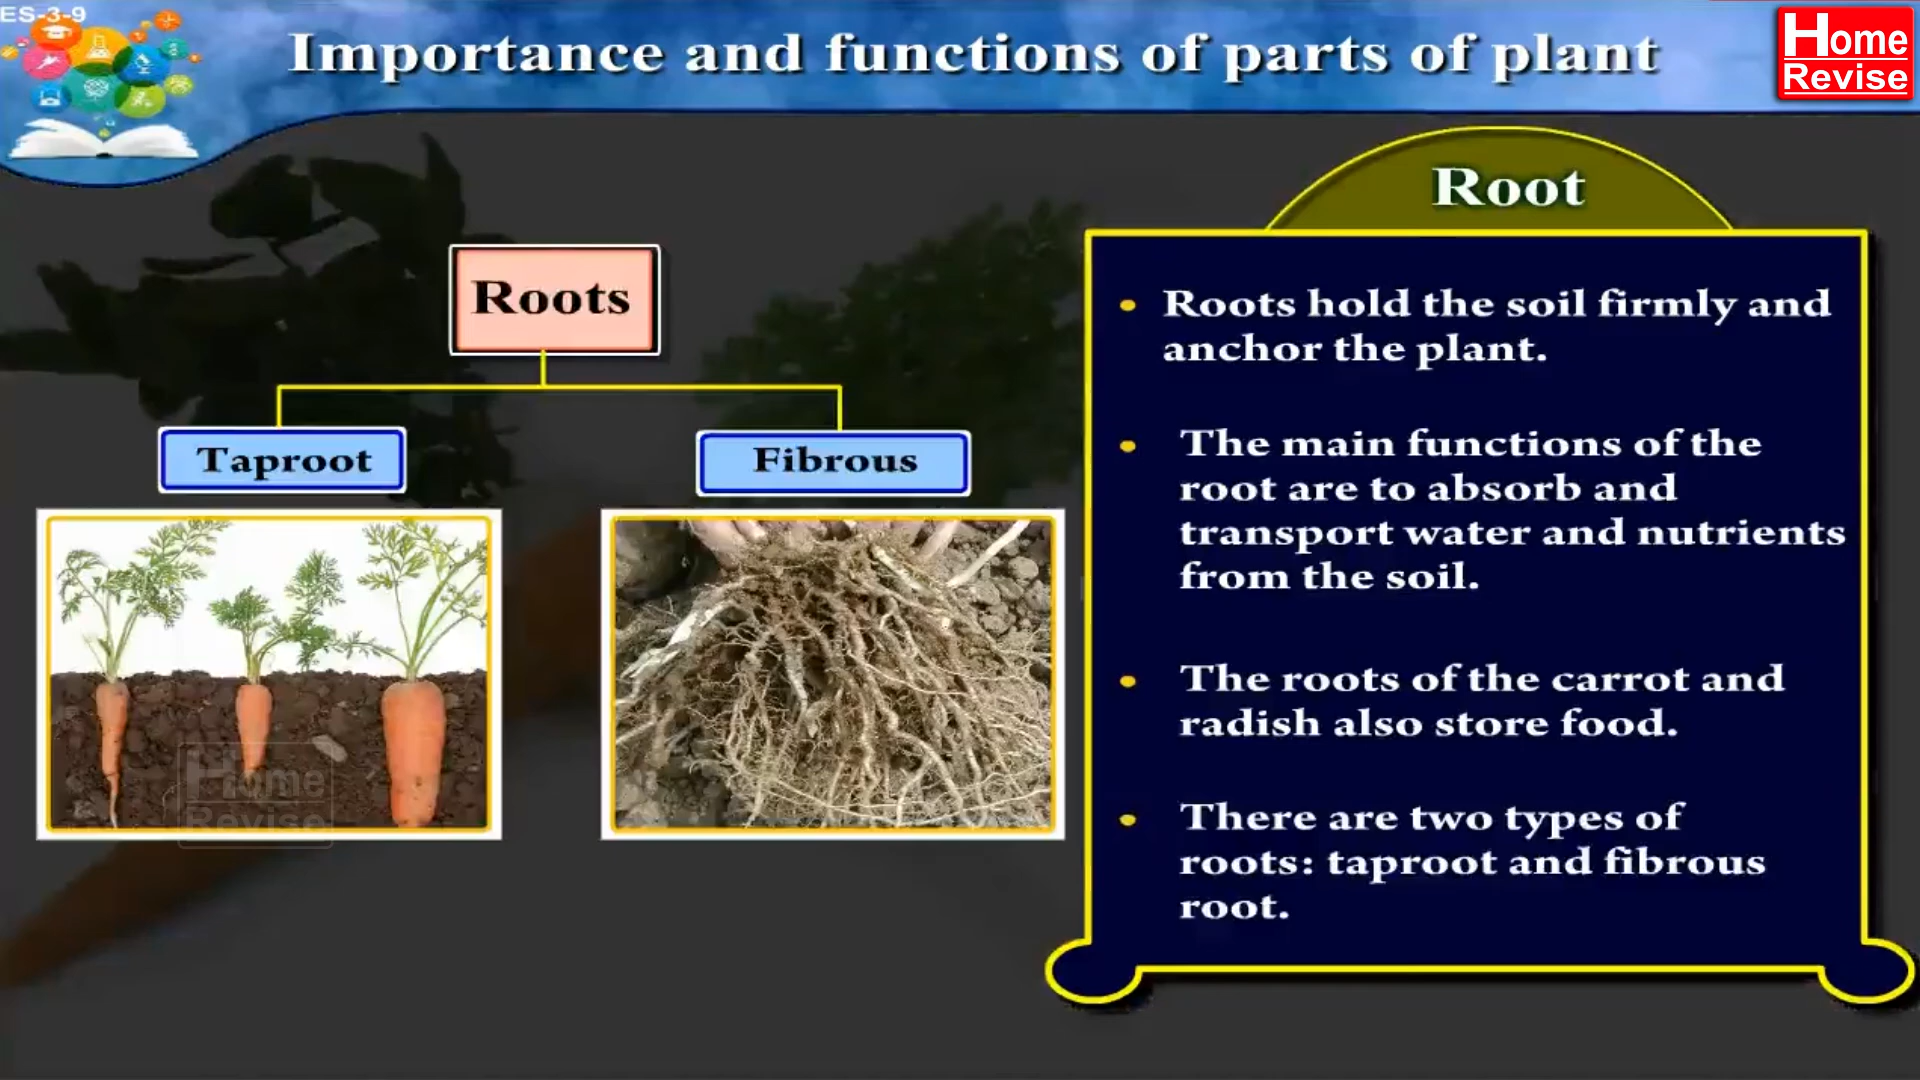 ES-3-9
Importance and functions of parts of plant
Home
Revise
Roots
Taproot
Fibrous
Home
Revise
Root
• Roots hold the soil firmly and
anchor the plant.
• The main functions of the
root are to absorb and
transport water and nutrients
from the soil.
• The roots of the carrot and
radish also store food.
• There are two types of
roots: taproot and fibrous
root.